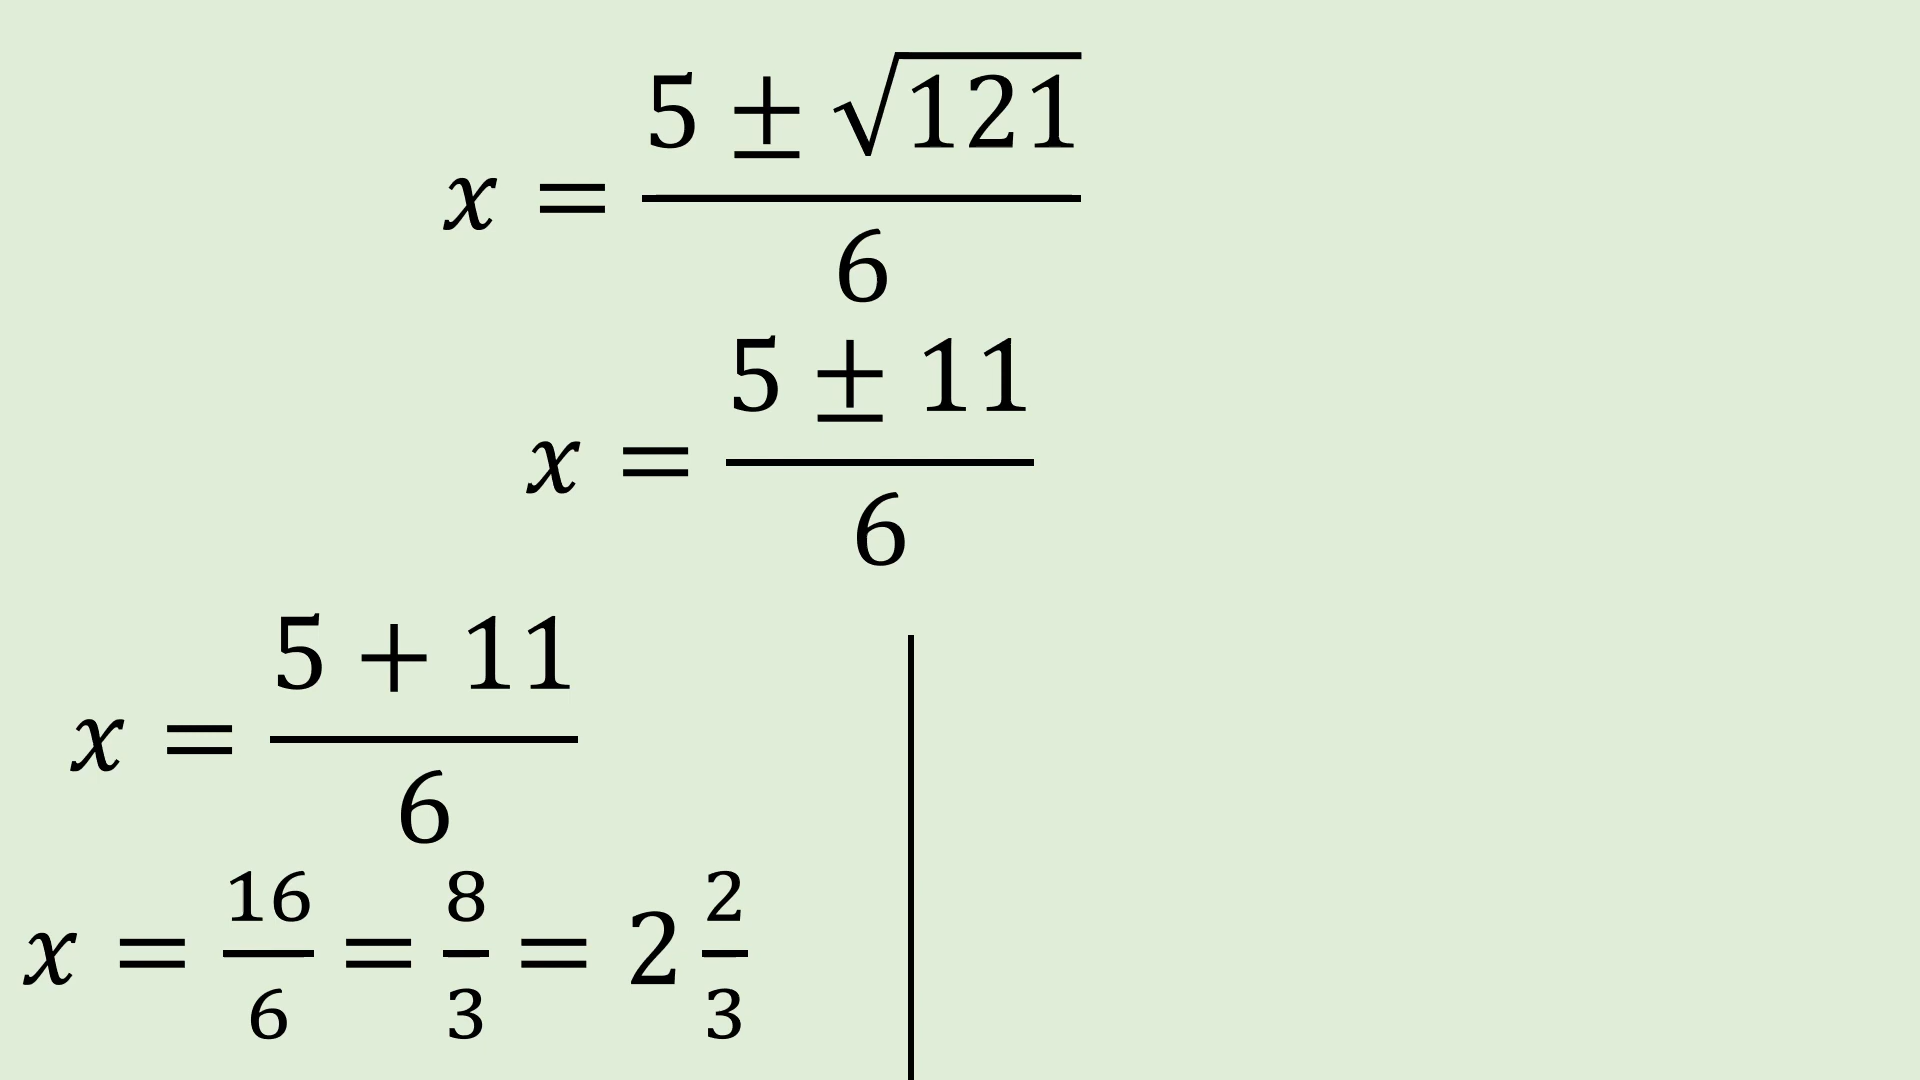 x = (5 ± √121)/6
x = (5 ± 11)/6
x = (5 + 11)/6
x = 16/6 = 8/3 = 2 2/3